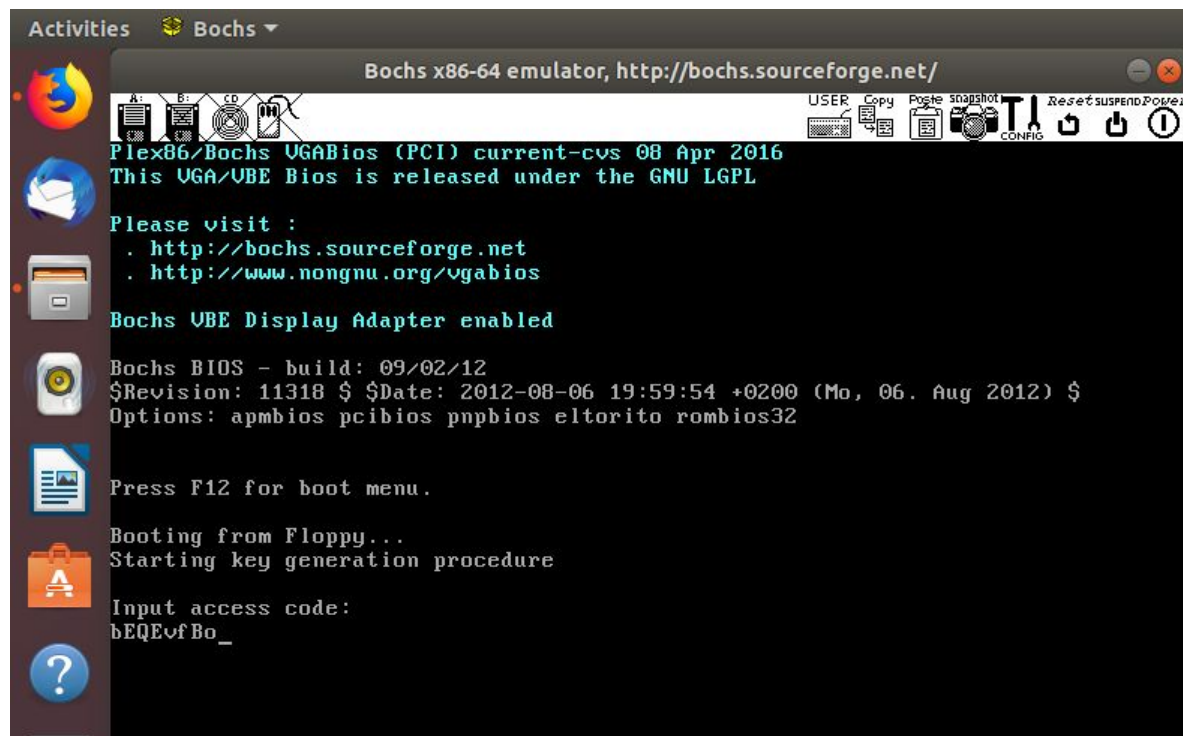 Activities Bochs
Bochs x86-64 emulator, http://bochs.sourceforge.net/
A: B: CD USER Copy Paste snapshot CONFIG Reset SUSPEND Power
Plex86/Bochs VGABios (PCI) current-cvs 08 Apr 2016
This VGA/VBE Bios is released under the GNU LGPL
Please visit :
. http://bochs.sourceforge.net
. http://www.nongnu.org/vgabios
Bochs VBE Display Adapter enabled
Bochs BIOS - build: 09/02/12
$Revision: 11318 $ $Date: 2012-08-06 19:59:54 +0200 (Mo, 06. Aug 2012) $
Options: apmbios pcibios pnpbios eltorito rombios32
Press F12 for boot menu.
Booting from Floppy...
Starting key generation procedure
Input access code:
bEQEvfBo_